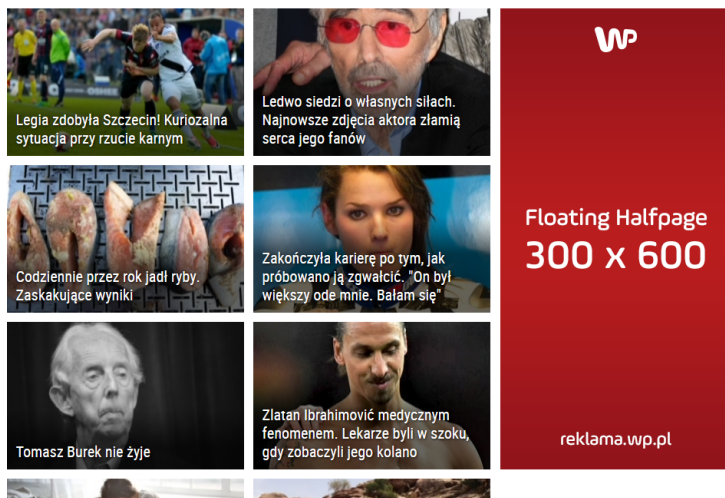 Legia zdobyła Szczecin! Kuriozalna
sytuacja przy rzucie karnym
Ledwo siedzi o własnych siłach.
Najnowsze zdjęcia aktora złamią
serca jego fanów
Codziennie przez rok jadł ryby.
Zaskakujące wyniki
Zakończyła karierę po tym, jak
próbowano ją zgwałcić. "On był
większy ode mnie. Bałam się"
Tomasz Burek nie żyje
Zlatan Ibrahimović medycznym
fenomenem. Lekarze byli w szoku,
gdy zobaczyli jego kolano
WP
Floating Halfpage
300 x 600
reklama.wp.pl